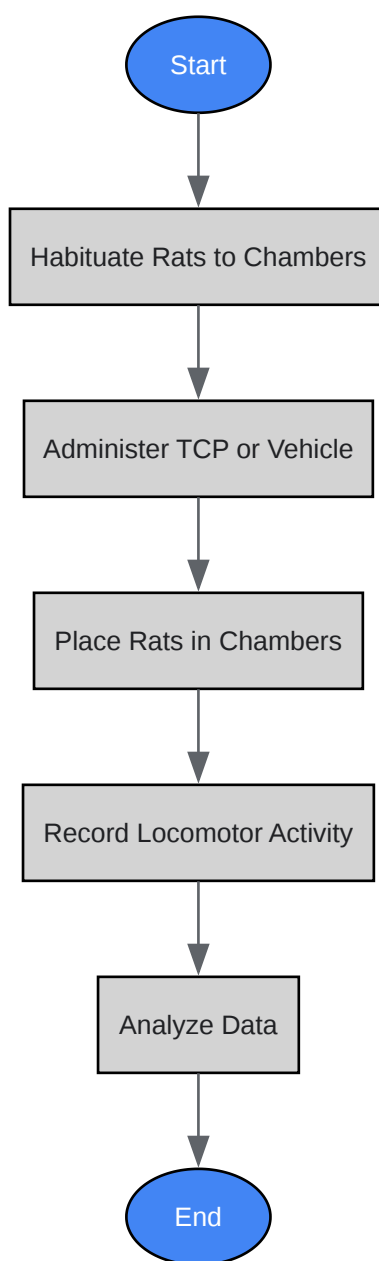 Start
Habituate Rats to Chambers
Administer TCP or Vehicle
Place Rats in Chambers
Record Locomotor Activity
Analyze Data
End